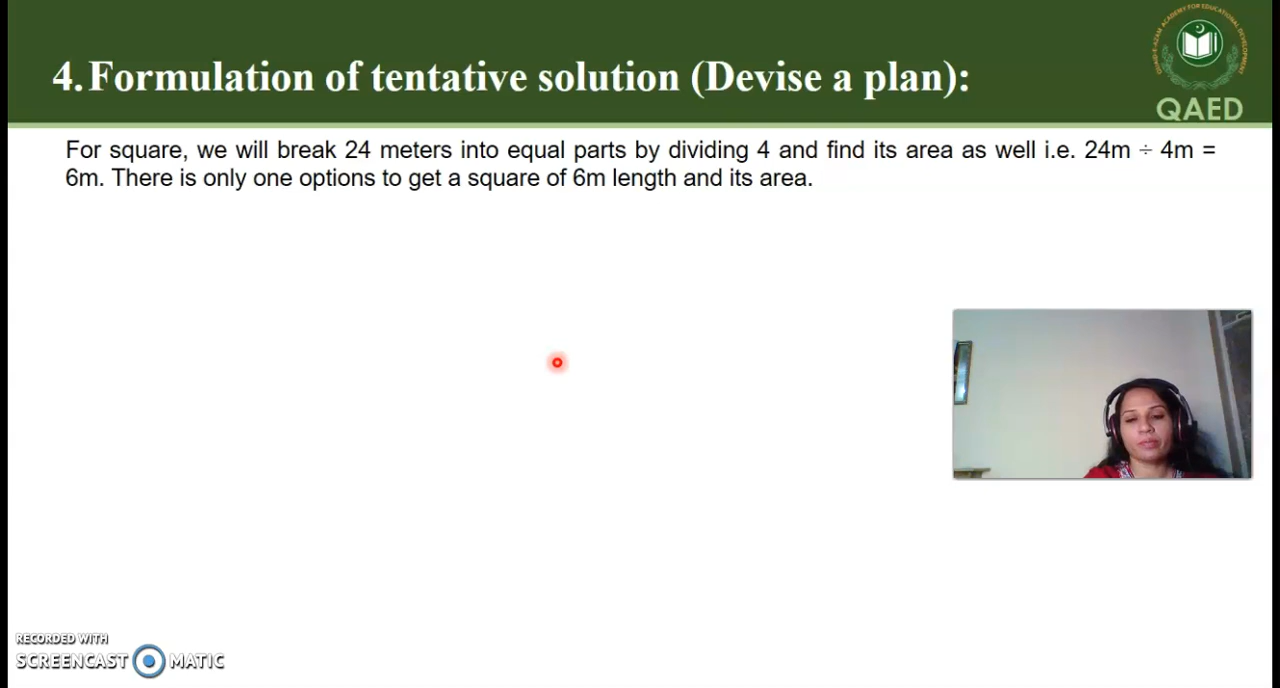 4. Formulation of tentative solution (Devise a plan):
QAED
For square, we will break 24 meters into equal parts by dividing 4 and find its area as well i.e. 24m ÷ 4m =
6m. There is only one options to get a square of 6m length and its area.
RECORDED WITH
SCREENCAST MATIC